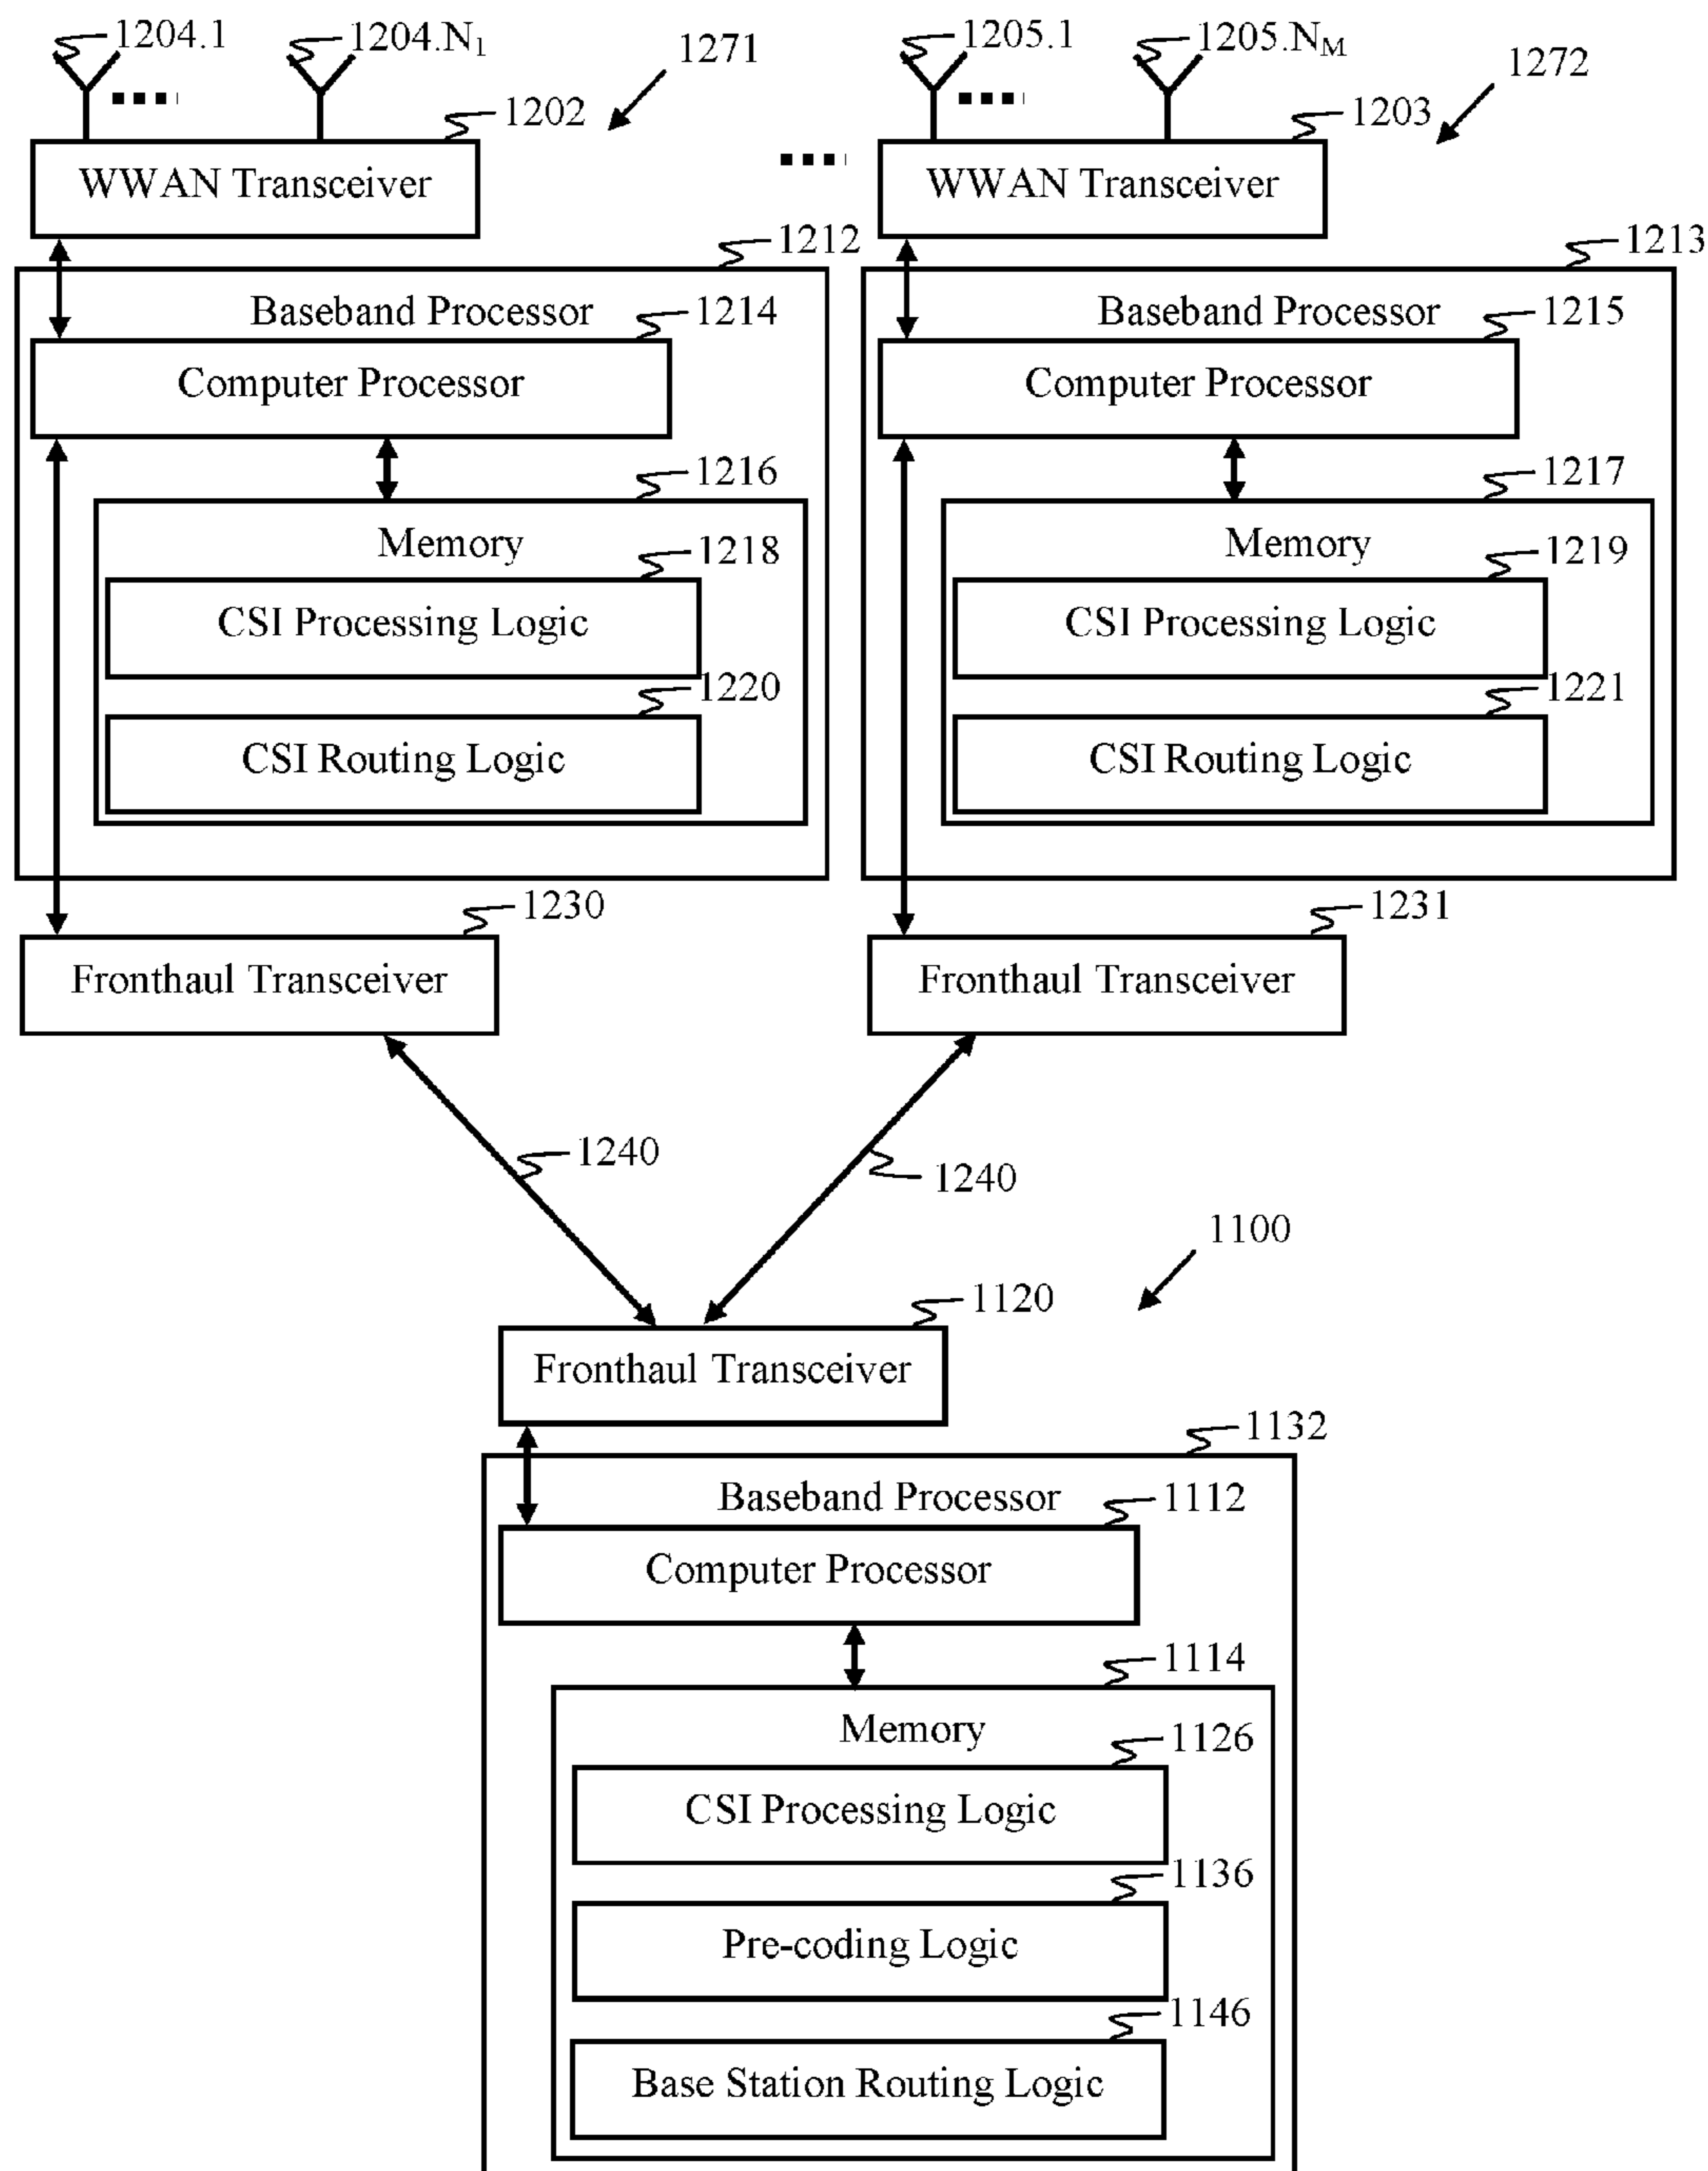 1204.1
1204.N1
1271
1205.1
1205.NM
1272
1202
WWAN Transceiver
1203
WWAN Transceiver
1212
Baseband Processor
1214
Computer Processor
1216
Memory
1218
CSI Processing Logic
1220
CSI Routing Logic
1213
Baseband Processor
1215
Computer Processor
1217
Memory
1219
CSI Processing Logic
1221
CSI Routing Logic
1230
Fronthaul Transceiver
1231
Fronthaul Transceiver
1240
1240
1100
1120
Fronthaul Transceiver
1132
Baseband Processor
1112
Computer Processor
1114
Memory
1126
CSI Processing Logic
1136
Pre-coding Logic
1146
Base Station Routing Logic